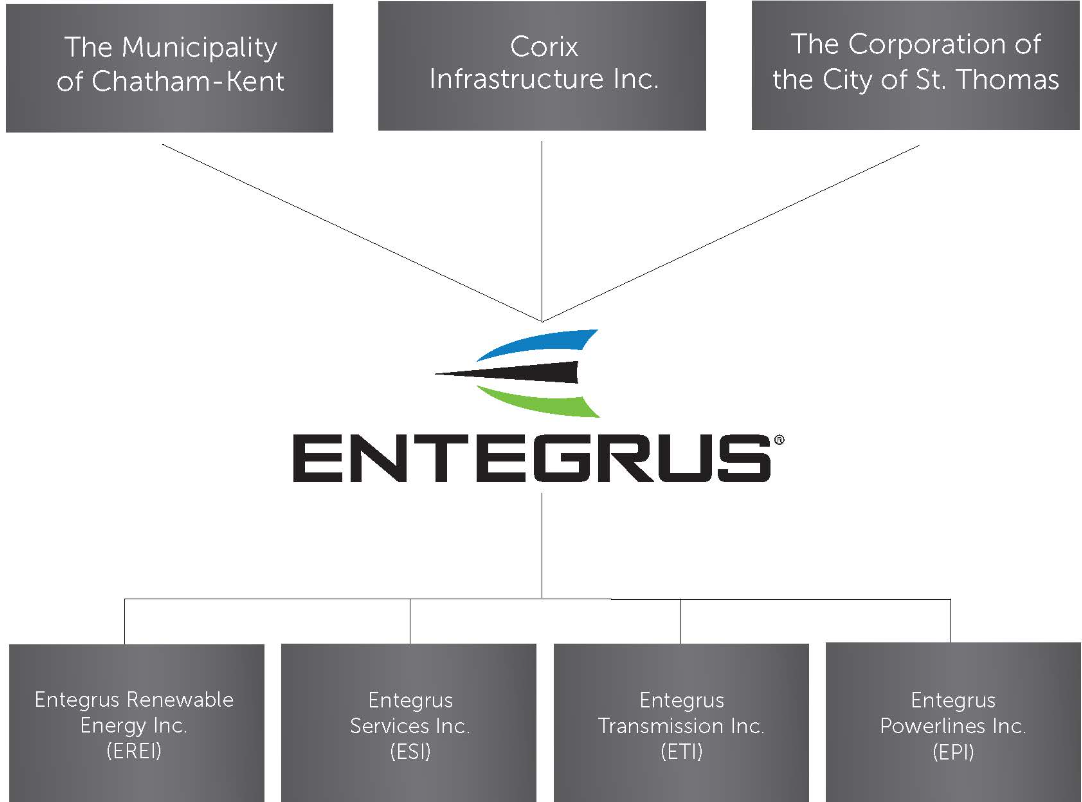 The Municipality
of Chatham-Kent
Corix
Infrastructure Inc.
The Corporation of
the City of St. Thomas
ENTEGRUS®
Entegrus Renewable
Energy Inc.
(EREI)
Entegrus
Services Inc.
(ESI)
Entegrus
Transmission Inc.
(ETI)
Entegrus
Powerlines Inc.
(EPI)